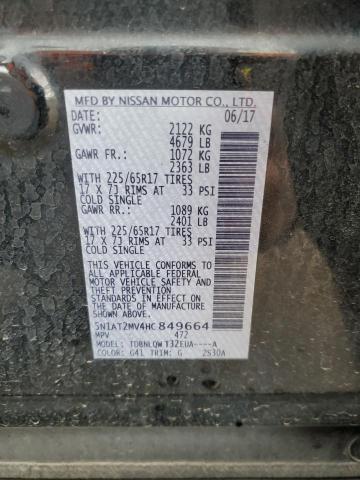 MFD BY NISSAN MOTOR CO., LTD.
DATE: 06/17
GVWR: 2122 KG
4679 LB
GAWR FR: 1072 KG
2363 LB
WITH 225/65R17 TIRES
17 X 7J RIMS AT 33 PSI
COLD SINGLE
GAWR RR: 1089 KG
2401 LB
WITH 225/65R17 TIRES
17 X 7J RIMS AT 33 PSI
COLD SINGLE
THIS VEHICLE CONFORMS TO
ALL APPLICABLE FEDERAL
MOTOR VEHICLE SAFETY
STANDARDS IN EFFECT ON
THE DATE OF MANUFACTURE
SHOWN ABOVE.
5N1AT2MV4HC849664
MPV 472
MODEL: TDBNLQW T32EUA----A
COLOR: G41 TRIM: G 2S30A